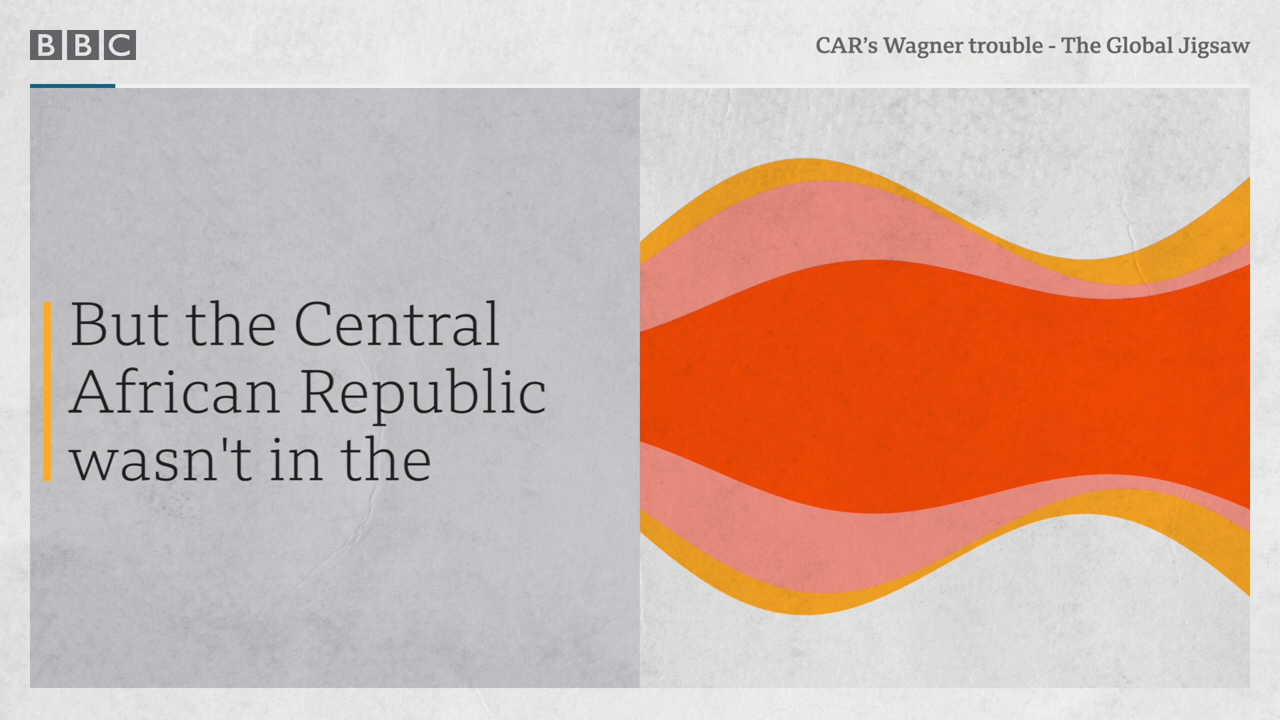 BBC
CAR's Wagner trouble - The Global Jigsaw
But the Central
African Republic
wasn't in the